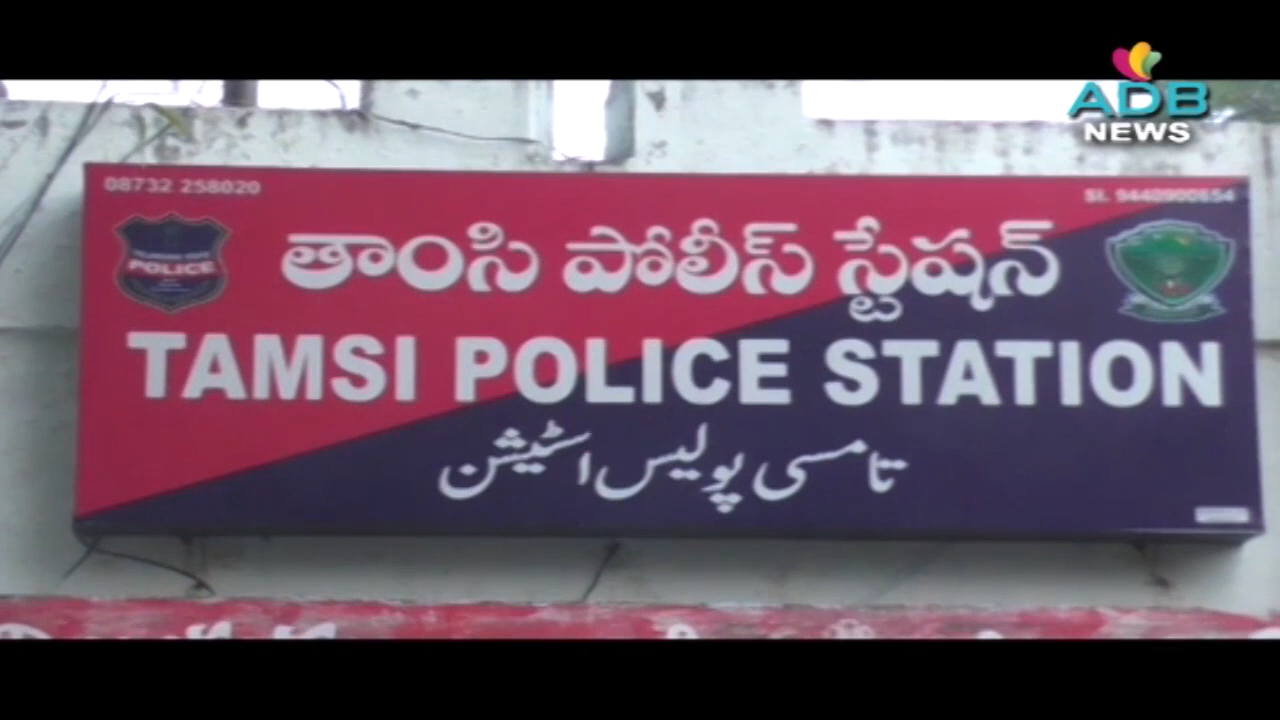 ADB
NEWS
08732 258020
SI. 9440900654
తాంసి పోలీస్ స్టేషన్
POLICE
TAMSI POLICE STATION
تامسی پولیس اسٹیشن